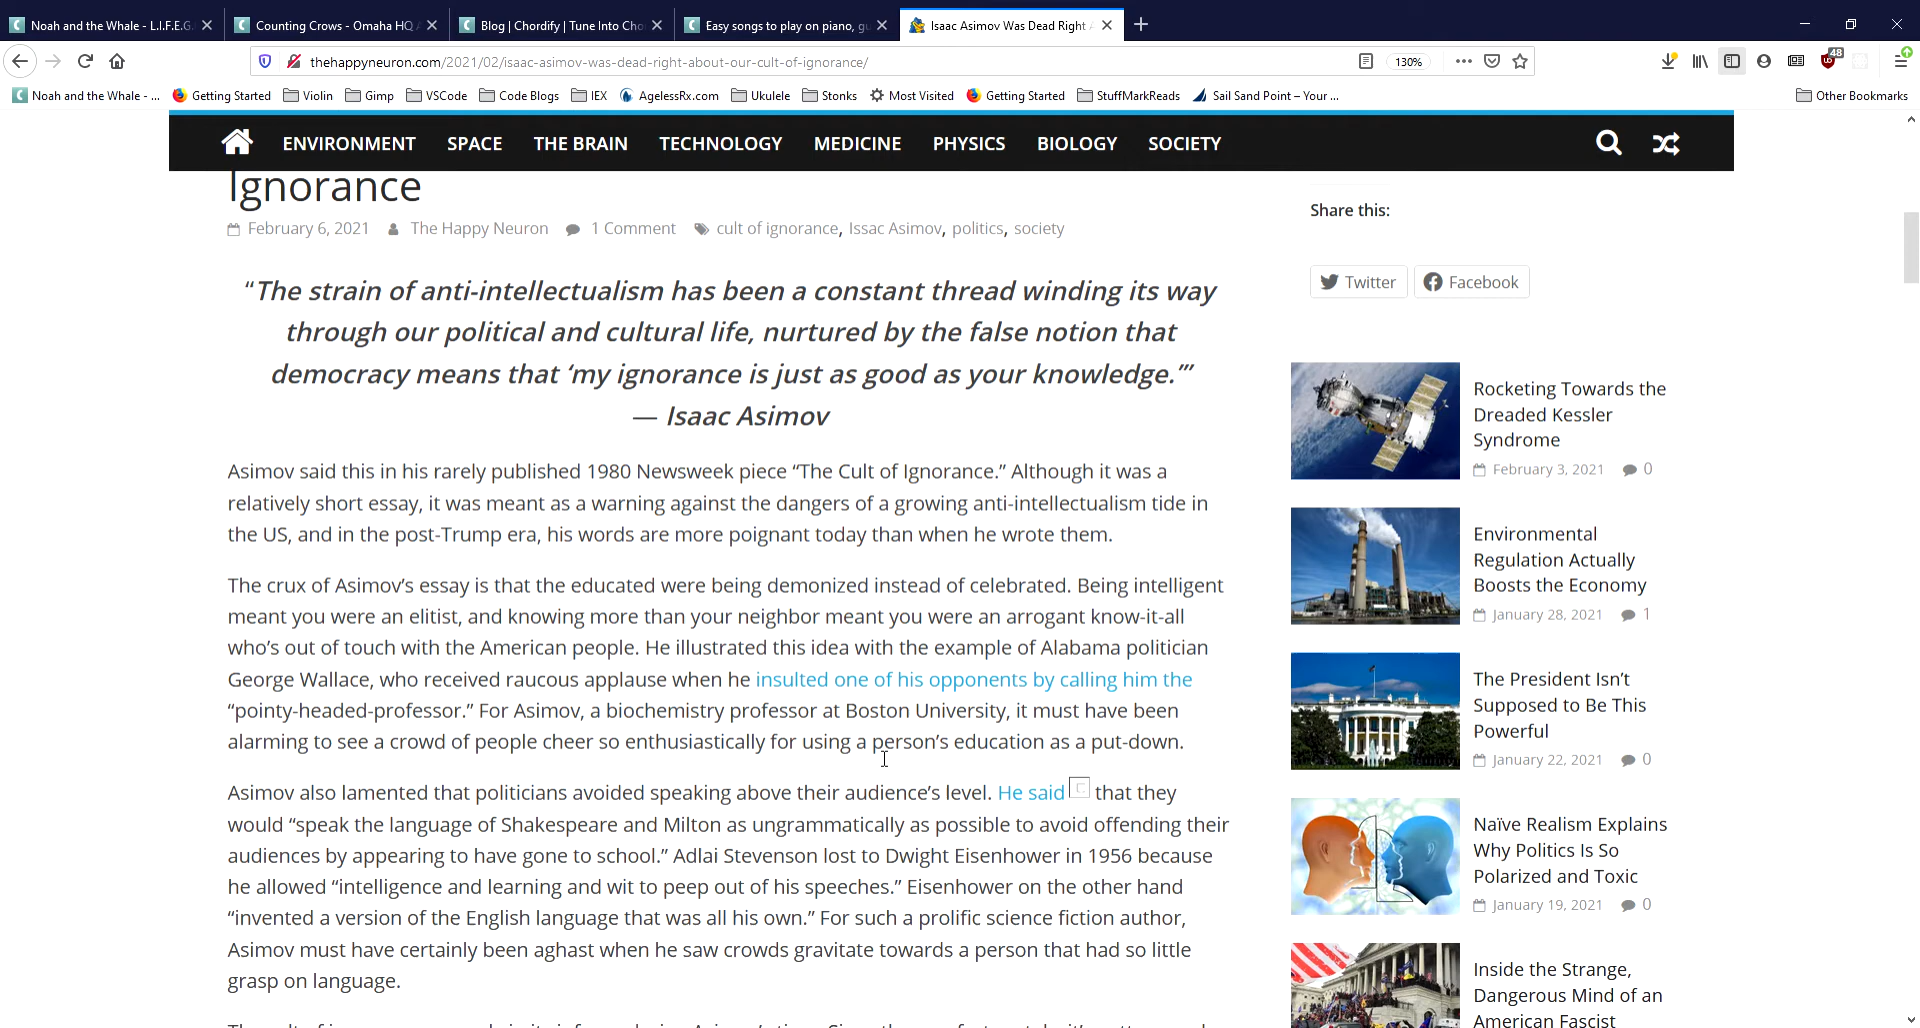 Noah and the Whale - L.I.F.E.G.
Counting Crows - Omaha HQ
Blog | Chordify | Tune Into Cho
Easy songs to play on piano, gu
Isaac Asimov Was Dead Right
thehappyneuron.com/2021/02/isaac-asimov-was-dead-right-about-our-cult-of-ignorance/
130%
48
Noah and the Whale - ...
Getting Started
Violin
Gimp
VSCode
Code Blogs
IEX
AgelessRx.com
Ukulele
Stonks
Most Visited
Getting Started
StuffMarkReads
Sail Sand Point – Your ...
Other Bookmarks
ENVIRONMENT SPACE THE BRAIN TECHNOLOGY MEDICINE PHYSICS BIOLOGY SOCIETY
Ignorance
February 6, 2021 The Happy Neuron 1 Comment cult of ignorance, Issac Asimov, politics, society
“The strain of anti-intellectualism has been a constant thread winding its way
through our political and cultural life, nurtured by the false notion that
democracy means that ‘my ignorance is just as good as your knowledge.’”
— Isaac Asimov
Asimov said this in his rarely published 1980 Newsweek piece “The Cult of Ignorance.” Although it was a
relatively short essay, it was meant as a warning against the dangers of a growing anti-intellectualism tide in
the US, and in the post-Trump era, his words are more poignant today than when he wrote them.
The crux of Asimov’s essay is that the educated were being demonized instead of celebrated. Being intelligent
meant you were an elitist, and knowing more than your neighbor meant you were an arrogant know-it-all
who’s out of touch with the American people. He illustrated this idea with the example of Alabama politician
George Wallace, who received raucous applause when he insulted one of his opponents by calling him the
“pointy-headed-professor.” For Asimov, a biochemistry professor at Boston University, it must have been
alarming to see a crowd of people cheer so enthusiastically for using a person’s education as a put-down.
Asimov also lamented that politicians avoided speaking above their audience’s level. He said that they
would “speak the language of Shakespeare and Milton as ungrammatically as possible to avoid offending their
audiences by appearing to have gone to school.” Adlai Stevenson lost to Dwight Eisenhower in 1956 because
he allowed “intelligence and learning and wit to peep out of his speeches.” Eisenhower on the other hand
“invented a version of the English language that was all his own.” For such a prolific science fiction author,
Asimov must have certainly been aghast when he saw crowds gravitate towards a person that had so little
grasp on language.
Share this:
Twitter
Facebook
Rocketing Towards the
Dreaded Kessler
Syndrome
February 3, 2021 0
Environmental
Regulation Actually
Boosts the Economy
January 28, 2021 1
The President Isn’t
Supposed to Be This
Powerful
January 22, 2021 0
Naïve Realism Explains
Why Politics Is So
Polarized and Toxic
January 19, 2021 0
Inside the Strange,
Dangerous Mind of an
American Fascist